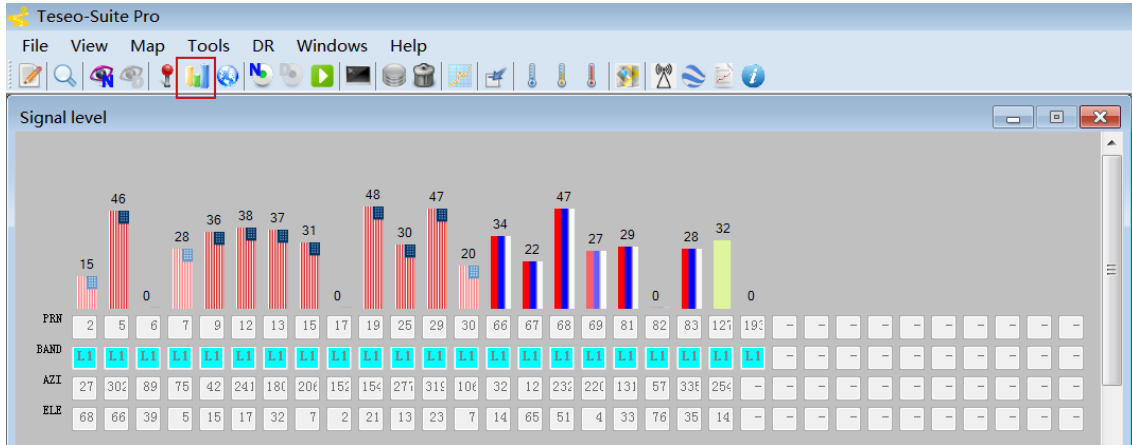 Teseo-Suite Pro
File View Map Tools DR Windows Help
Signal level
15 46 0 28 36 38 37 31 0 48 30 47 20 34 22 47 27 29 0 28 32 0
PRN 2 5 6 7 9 12 13 15 17 19 25 29 30 66 67 68 69 81 82 83 127 193 - - - - - - - - - - - -
BAND L1 L1 L1 L1 L1 L1 L1 L1 L1 L1 L1 L1 L1 L1 L1 L1 L1 L1 L1 L1 L1 L1 - - - - - - - - - - - -
AZI 27 89 75 42 241 27 106 32 12 131 57 - - - - - - - - - - - - -
ELE 68 66 39 5 15 17 32 7 2 21 13 23 7 14 65 51 4 33 76 35 14 - - - - - - - - - - - - -